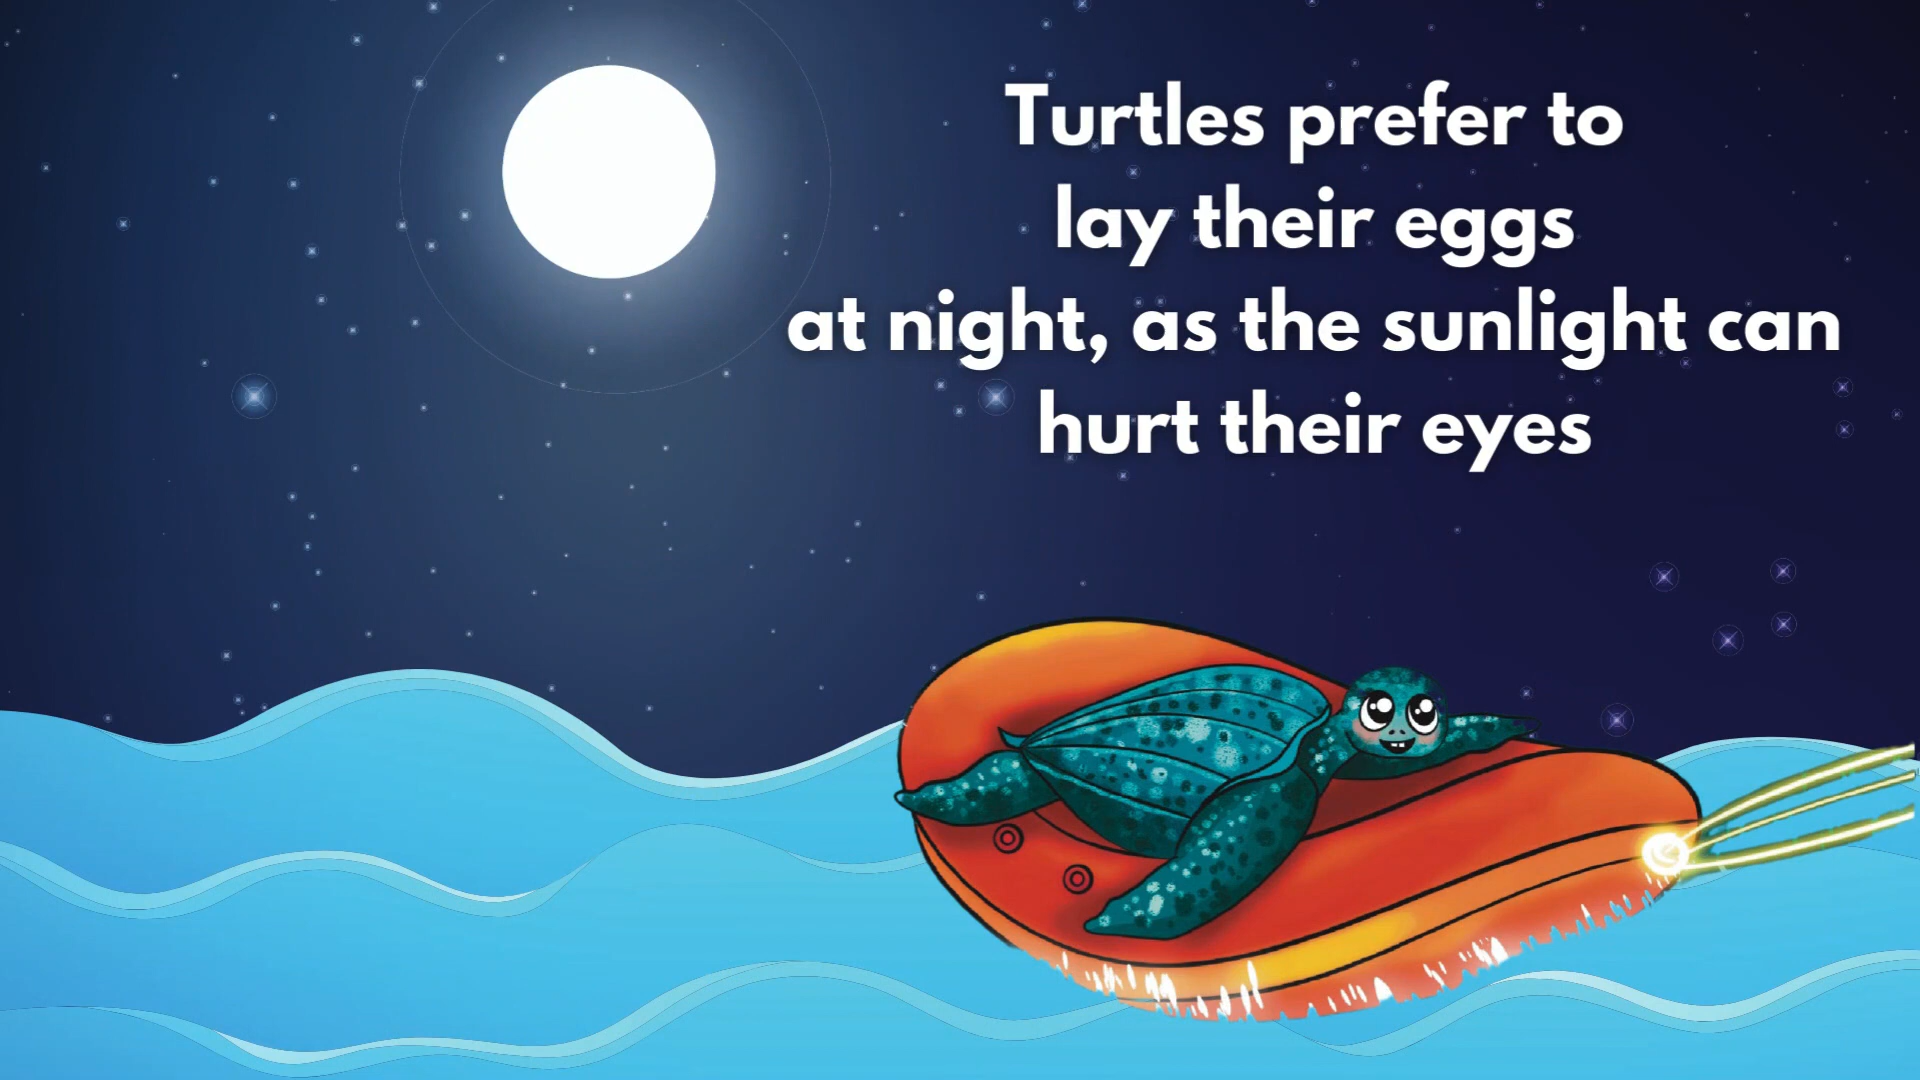 Turtles prefer to
lay their eggs
at night, as the sunlight can
hurt their eyes